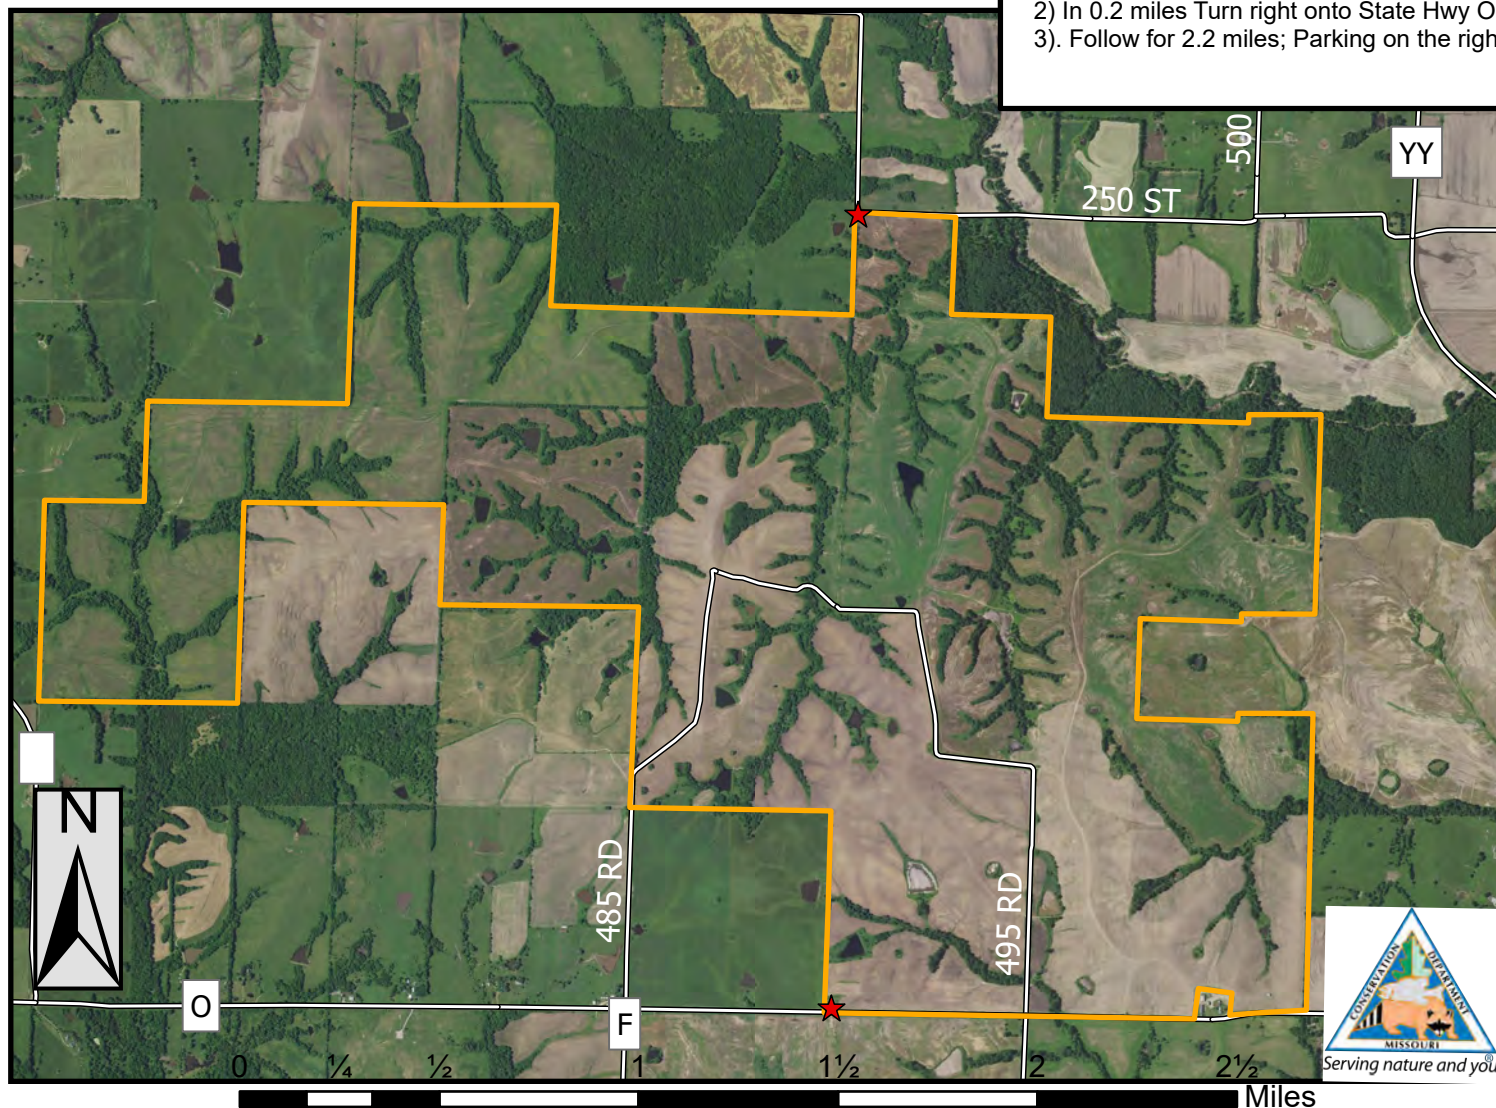 2) In 0.2 miles Turn right onto State Hwy O
3). Follow for 2.2 miles; Parking on the righ
500
YY
250 ST
N
485 RD
495 RD
O
F
CONSERVATION DEPARTMENT
MISSOURI
Serving nature and you®
0 ¼ ½ 1 1½ 2 2½
Miles